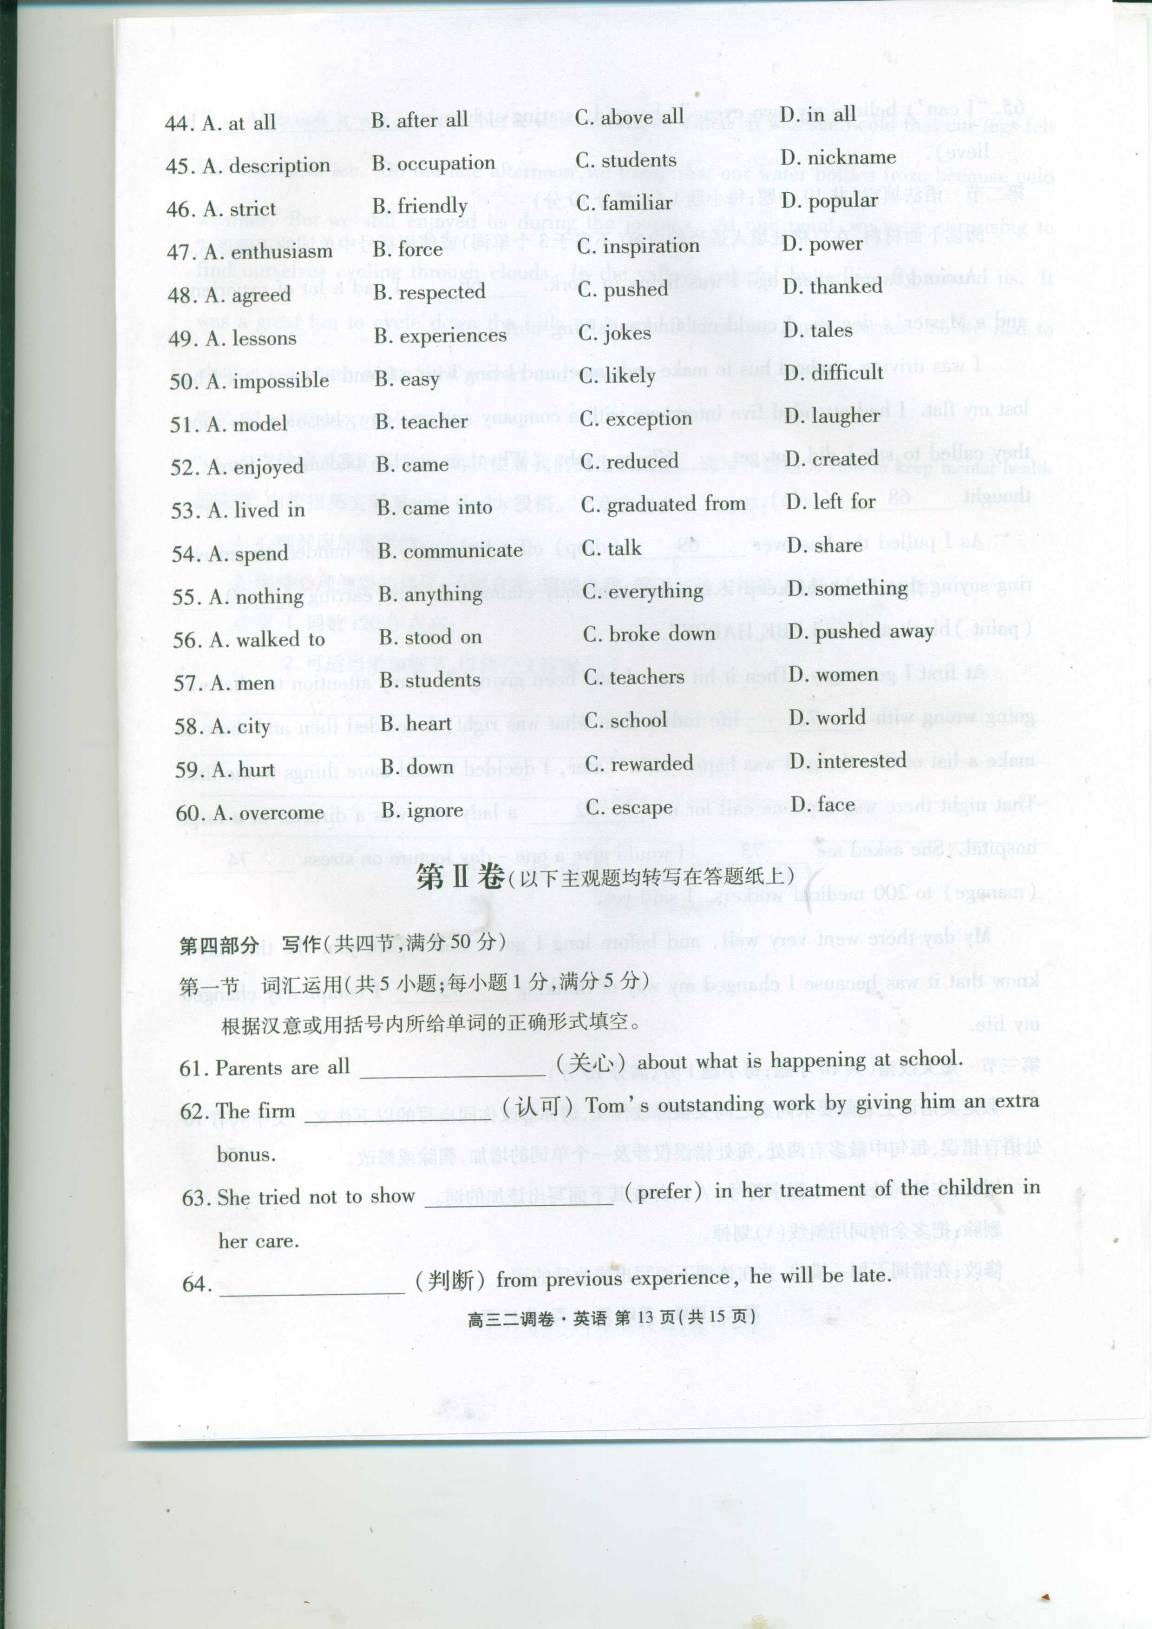 44. A. at all B. after all C. above all D. in all
45. A. description B. occupation C. students D. nickname
46. A. strict B. friendly C. familiar D. popular
47. A. enthusiasm B. force C. inspiration D. power
48. A. agreed B. respected C. pushed D. thanked
49. A. lessons B. experiences C. jokes D. tales
50. A. impossible B. easy C. likely D. difficult
51. A. model B. teacher C. exception D. laugher
52. A. enjoyed B. came C. reduced D. created
53. A. lived in B. came into C. graduated from D. left for
54. A. spend B. communicate C. talk D. share
55. A. nothing B. anything C. everything D. something
56. A. walked to B. stood on C. broke down D. pushed away
57. A. men B. students C. teachers D. women
58. A. city B. heart C. school D. world
59. A. hurt B. down C. rewarded D. interested
60. A. overcome B. ignore C. escape D. face
第Ⅱ卷(以下主观题均转写在答题纸上)
第四部分 写作(共四节,满分50分)
第一节 词汇运用(共5小题;每小题1分,满分5分)
根据汉意或用括号内所给单词的正确形式填空。
61. Parents are all ________ (关心) about what is happening at school.
62. The firm ________ (认可) Tom's outstanding work by giving him an extra
bonus.
63. She tried not to show ________ (prefer) in her treatment of the children in
her care.
64. ________ (判断) from previous experience, he will be late.
高三二调卷·英语 第13页(共15页)